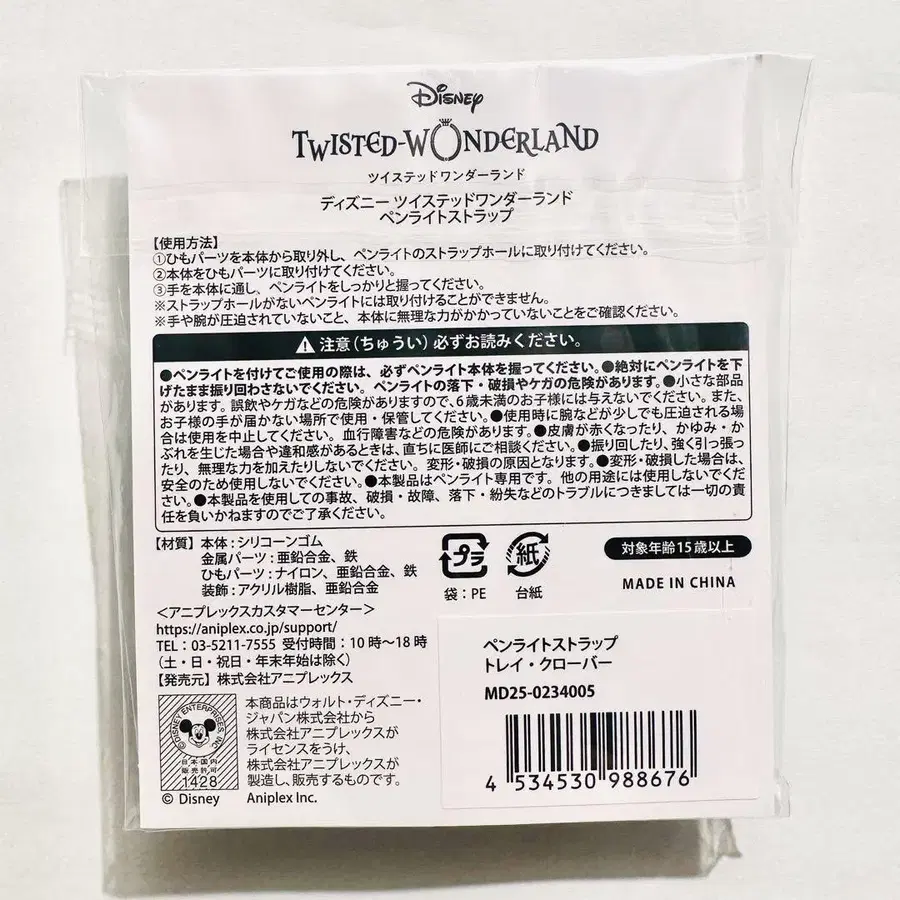 Disney
TWISTED-WONDERLAND
ツイステッドワンダーランド
ディズニー ツイステッドワンダーランド
ペンライトストラップ
【使用方法】
①ひもパーツを本体から取り外し、ペンライトのストラップホールに取り付けてください。
②本体をひもパーツに取り付けてください。
③手を本体に通し、ペンライトをしっかりと握ってください。
※ストラップホールがないペンライトには取り付けることができません。
※手や腕が圧迫されていないこと、本体に無理な力がかかっていないことをご確認ください。
⚠ 注意（ちゅうい）必ずお読みください。
●ペンライトを付けてご使用の際は、必ずペンライト本体を握ってください。●絶対にペンライトを下
げたまま振り回さないでください。ペンライトの落下・破損やケガの危険があります。●小さな部品
があります。誤飲やケガなどの危険がありますので、6歳未満のお子様には与えないでください。また、
お子様の手が届かない場所で使用・保管してください。●使用時に腕などが少しでも圧迫される場
合は使用を中止してください。血行障害などの危険があります。●皮膚が赤くなったり、かゆみ・か
ぶれを生じた場合や違和感があるときは、直ちに医師にご相談ください。●振り回したり、強く引っ張っ
たり、無理な力を加えたりしないでください。変形・破損の原因となります。●変形・破損した場合は、
安全のため使用しないでください。●本製品はペンライト専用です。他の用途には使用しないでくだ
さい。●本製品を使用しての事故、破損・故障、落下・紛失などのトラブルにつきましては一切の責
任を負いかねますのでご了承ください。
【材質】本体：シリコーンゴム
金属パーツ：亜鉛合金、鉄
ひもパーツ：ナイロン、亜鉛合金、鉄
装飾：アクリル樹脂、亜鉛合金
プラ
袋：PE
紙
台紙
対象年齢15歳以上
MADE IN CHINA
＜アニプレックスカスタマーセンター＞
https://aniplex.co.jp/support/
TEL：03-5211-7555 受付時間：10時～18時
（土・日・祝日・年末年始は除く）
【発売元】株式会社アニプレックス
©DISNEY ENTERPRISES, INC.
日本国内
販売許可
1428
本商品はウォルト・ディズニー・
ジャパン株式会社から
株式会社アニプレックスが
ライセンスをうけ、
株式会社アニプレックスが
製造し、販売するものです。
© Disney Aniplex Inc.
ペンライトストラップ
トレイ・クローバー
MD25-0234005
4 534530 988676